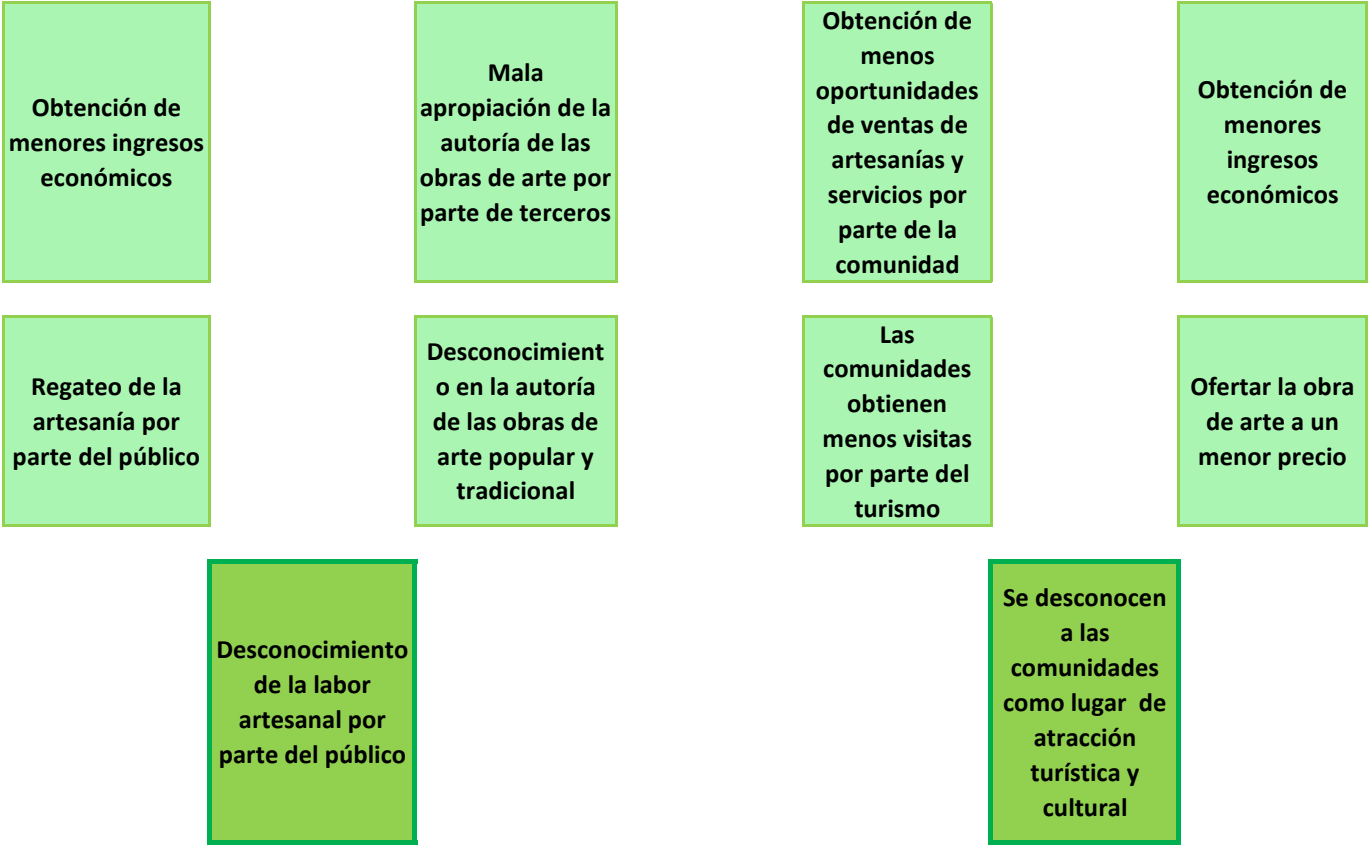 Obtención de
menores ingresos
económicos
Mala
apropiación de la
autoría de las
obras de arte por
parte de terceros
Obtención de
menos
oportunidades
de ventas de
artesanías y
servicios por
parte de la
comunidad
Obtención de
menores
ingresos
económicos
Regateo de la
artesanía por
parte del público
Desconocimient
o en la autoría
de las obras de
arte popular y
tradicional
Las
comunidades
obtienen
menos visitas
por parte del
turismo
Ofertar la obra
de arte a un
menor precio
Desconocimiento
de la labor
artesanal por
parte del público
Se desconocen
a las
comunidades
como lugar  de
atracción
turística y
cultural